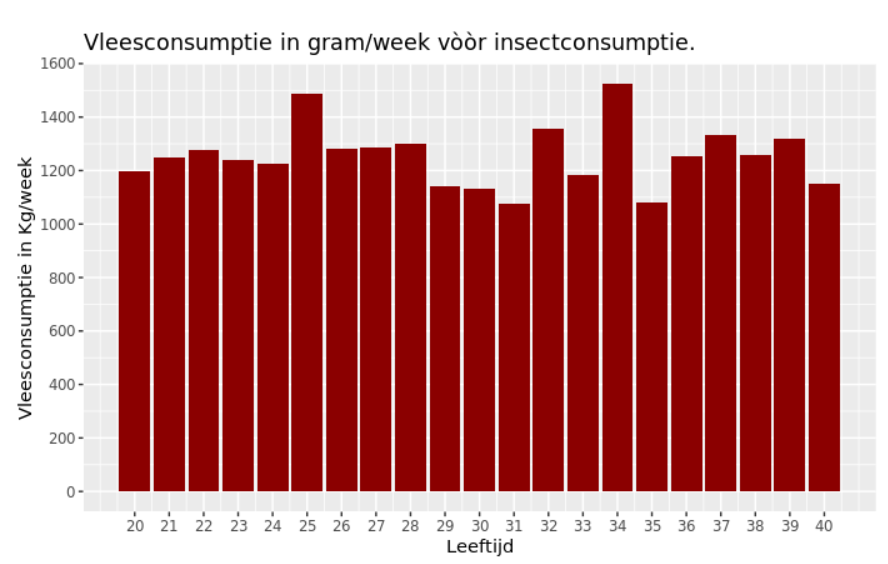 Vleesconsumptie in gram/week vòòr insectconsumptie.
Vleesconsumptie in Kg/week
1600
1400
1200
1000
800
600
400
200
0
20 21 22 23 24 25 26 27 28 29 30 31 32 33 34 35 36 37 38 39 40
Leeftijd